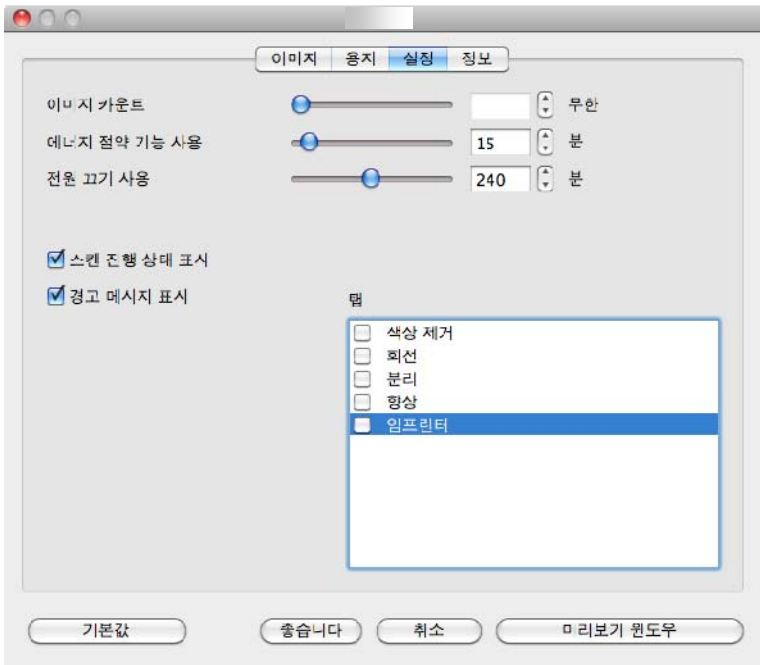 이미지 용지 설정 정보
이미지 카운트 무한
에너지 절약 기능 사용 15 분
전원 끄기 사용 240 분
스켄 진행 상태 표시
경고 메시지 표시
탭
색상 제거
회선
분리
향상
임프린터
기본값 좋습니다 취소 미리보기 윈도우